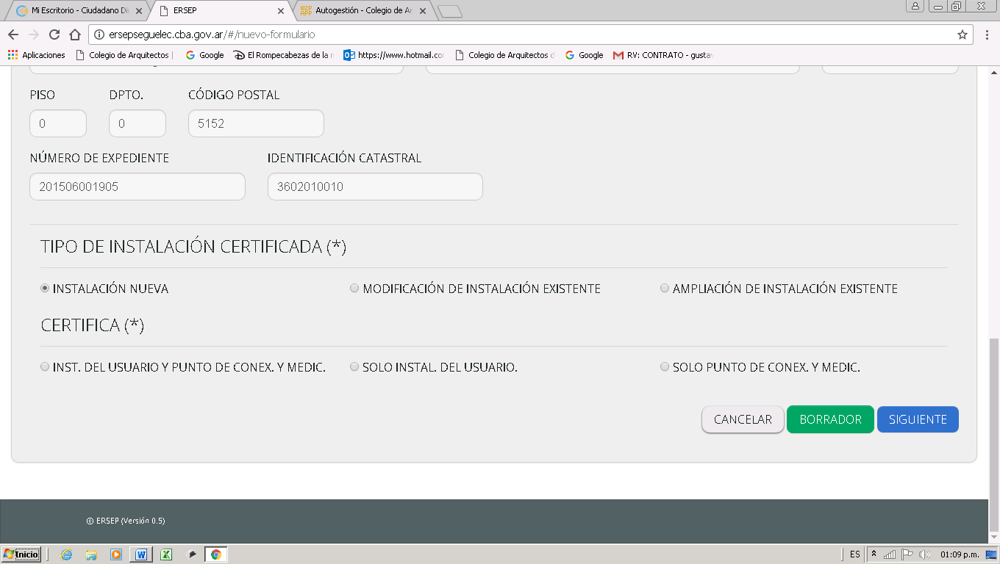 Mi Escritorio - Ciudadano Di
ERSEP
Autogestión - Colegio de Ar
ersepseguelec.cba.gov.ar/#/nuevo-formulario
Aplicaciones
Colegio de Arquitectos
Google
El Rompecabezas de la
https://www.hotmail.co
Colegio de Arquitectos d
Google
RV: CONTRATO - gusta
PISO DPTO. CÓDIGO POSTAL
0 0 5152
NÚMERO DE EXPEDIENTE IDENTIFICACIÓN CATASTRAL
201506001905 3602010010
TIPO DE INSTALACIÓN CERTIFICADA (*)
INSTALACIÓN NUEVA MODIFICACIÓN DE INSTALACIÓN EXISTENTE AMPLIACIÓN DE INSTALACIÓN EXISTENTE
CERTIFICA (*)
INST. DEL USUARIO Y PUNTO DE CONEX. Y MEDIC. SOLO INSTAL. DEL USUARIO. SOLO PUNTO DE CONEX. Y MEDIC.
CANCELAR BORRADOR SIGUIENTE
© ERSEP (Versión 0.5)
Inicio ES 01:09 p.m.